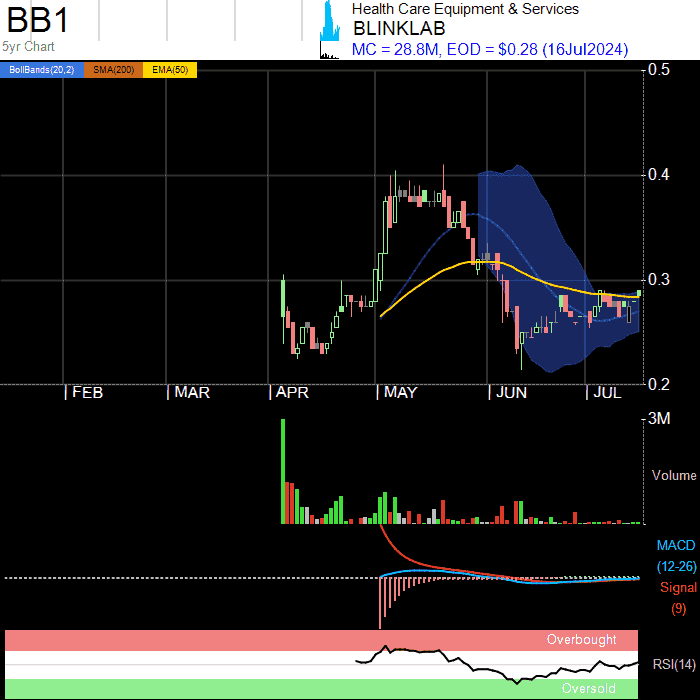 BB1
5yr Chart
Health Care Equipment & Services
BLINKLAB
MC = 28.8M, EOD = $0.28 (16Jul2024)
BollBands(20,2) SMA(200) EMA(50)
0.5
0.4
0.3
0.2
FEB MAR APR MAY JUN JUL
3M
Volume
MACD
(12-26)
Signal
(9)
Overbought
RSI(14)
Oversold